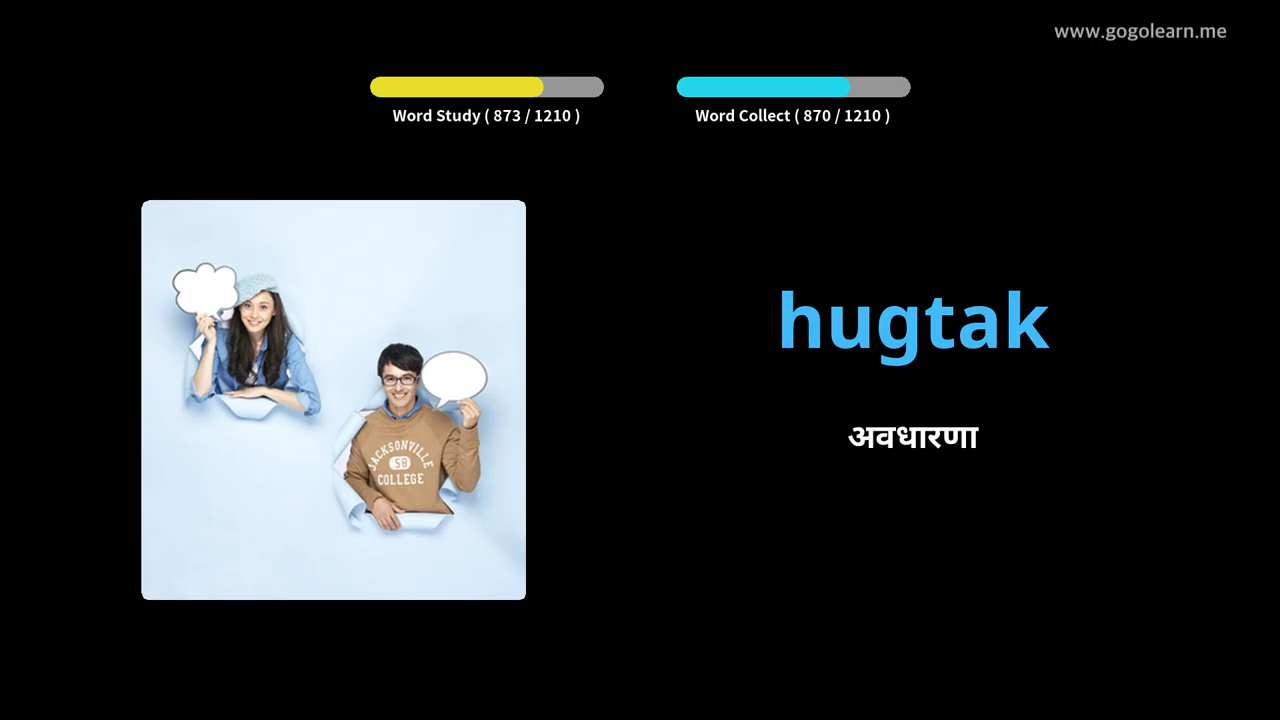 www.gogolearn.me
Word Study ( 873 / 1210 )
Word Collect ( 870 / 1210 )
hugtak
अवधारणा
JACKSONVILLE
58
COLLEGE